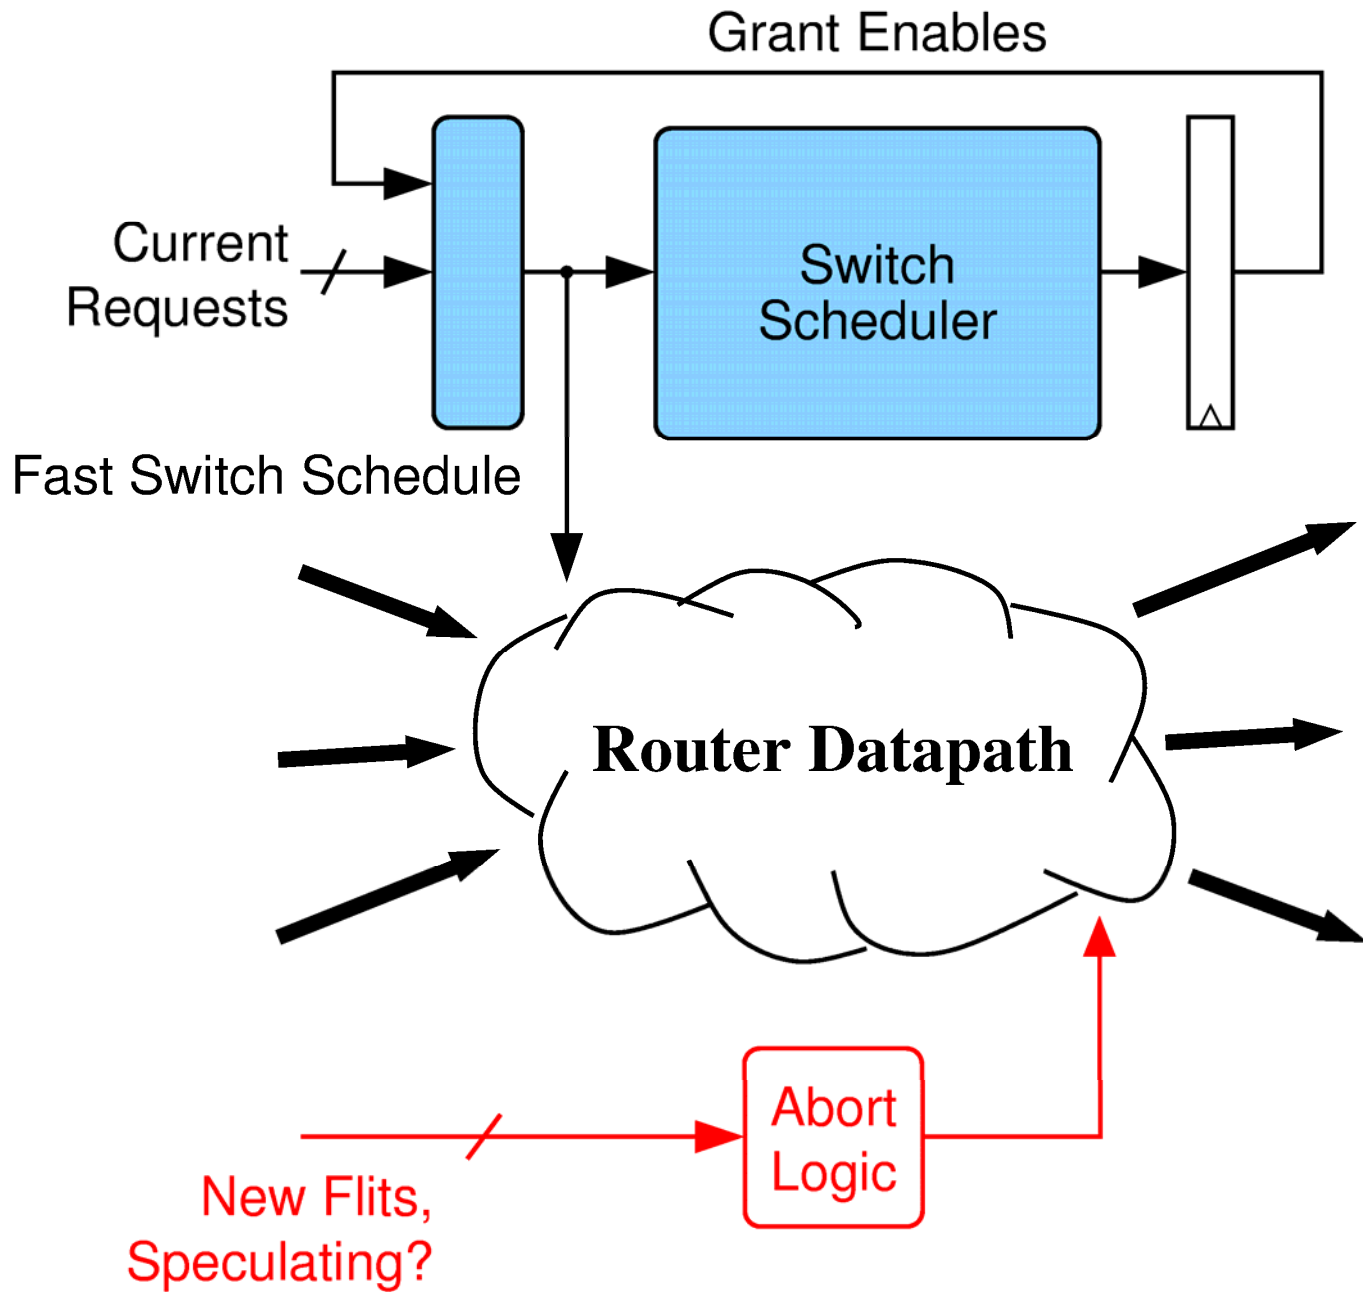 Grant Enables
Current
Requests
Switch
Scheduler
Fast Switch Schedule
Router Datapath
Abort
Logic
New Flits,
Speculating?